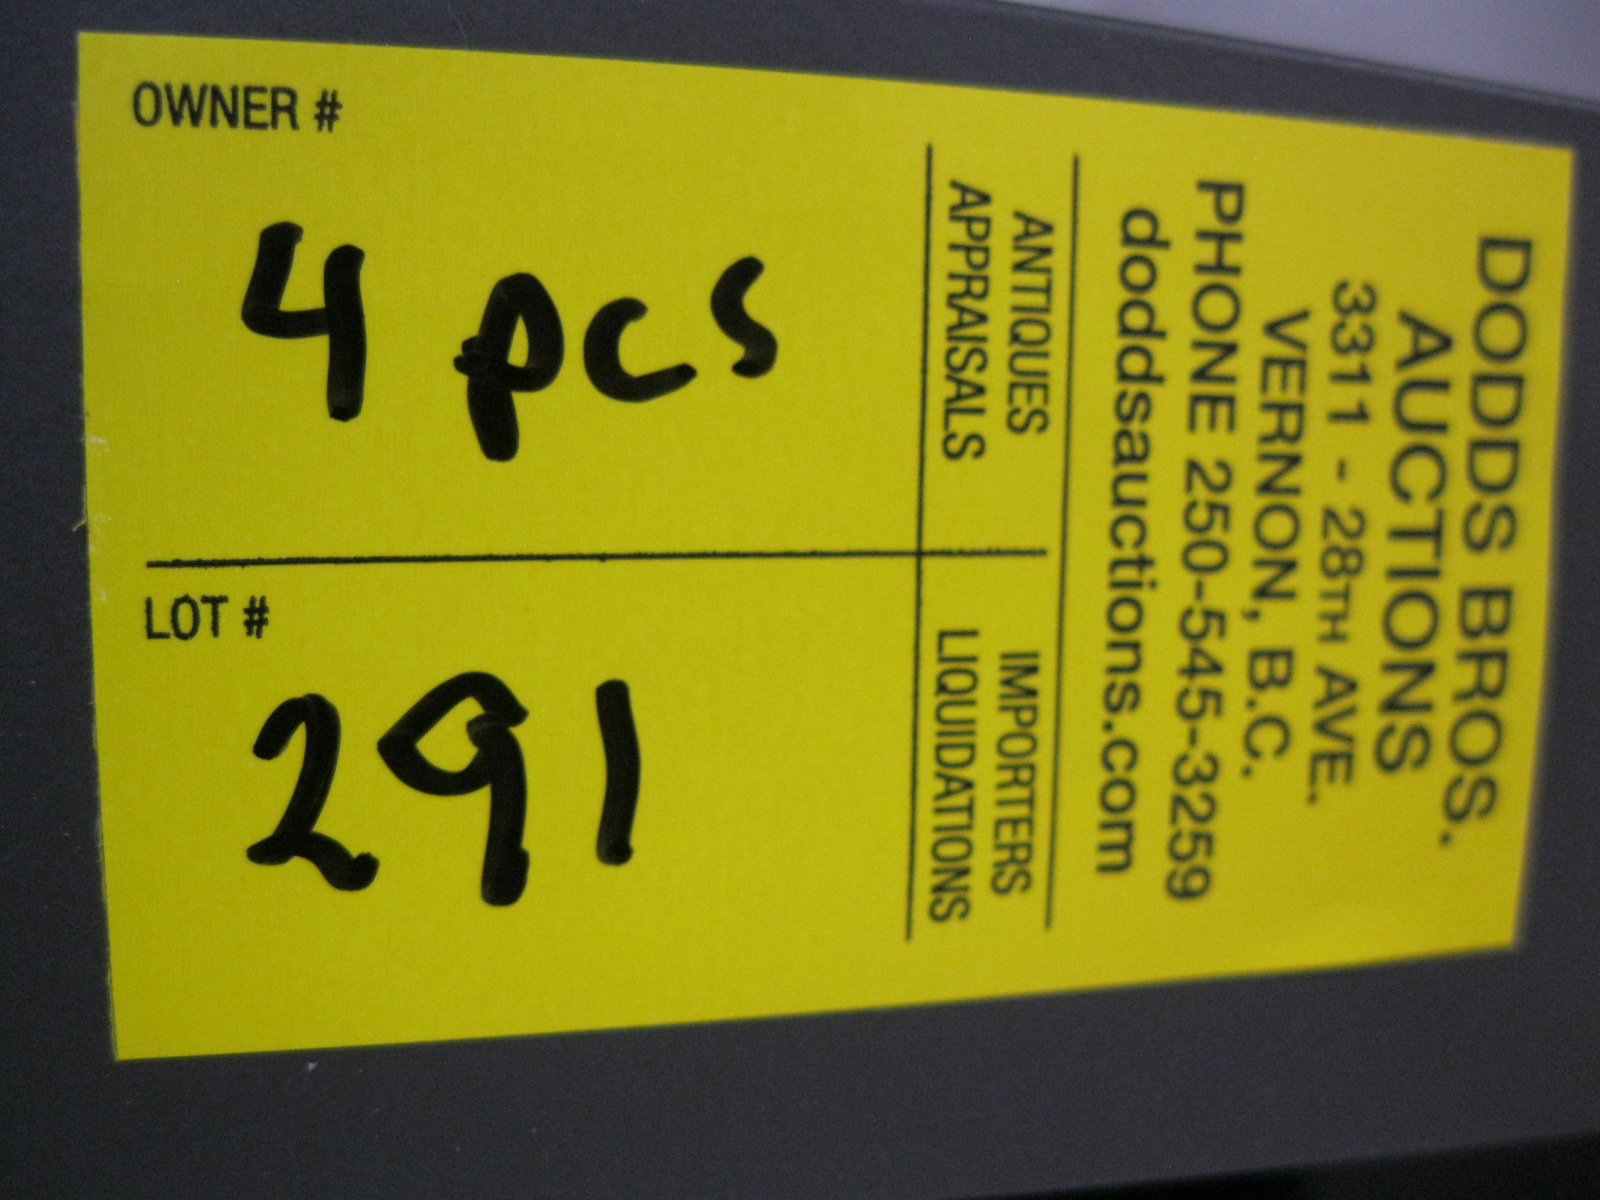 OWNER #
4 pcs
LOT #
291
DODDS BROS.
AUCTIONS
3311 - 28TH AVE.
VERNON, B.C.
PHONE 250-545-3259
doddsauctions.com
ANTIQUES
APPRAISALS
IMPORTERS
LIQUIDATIONS